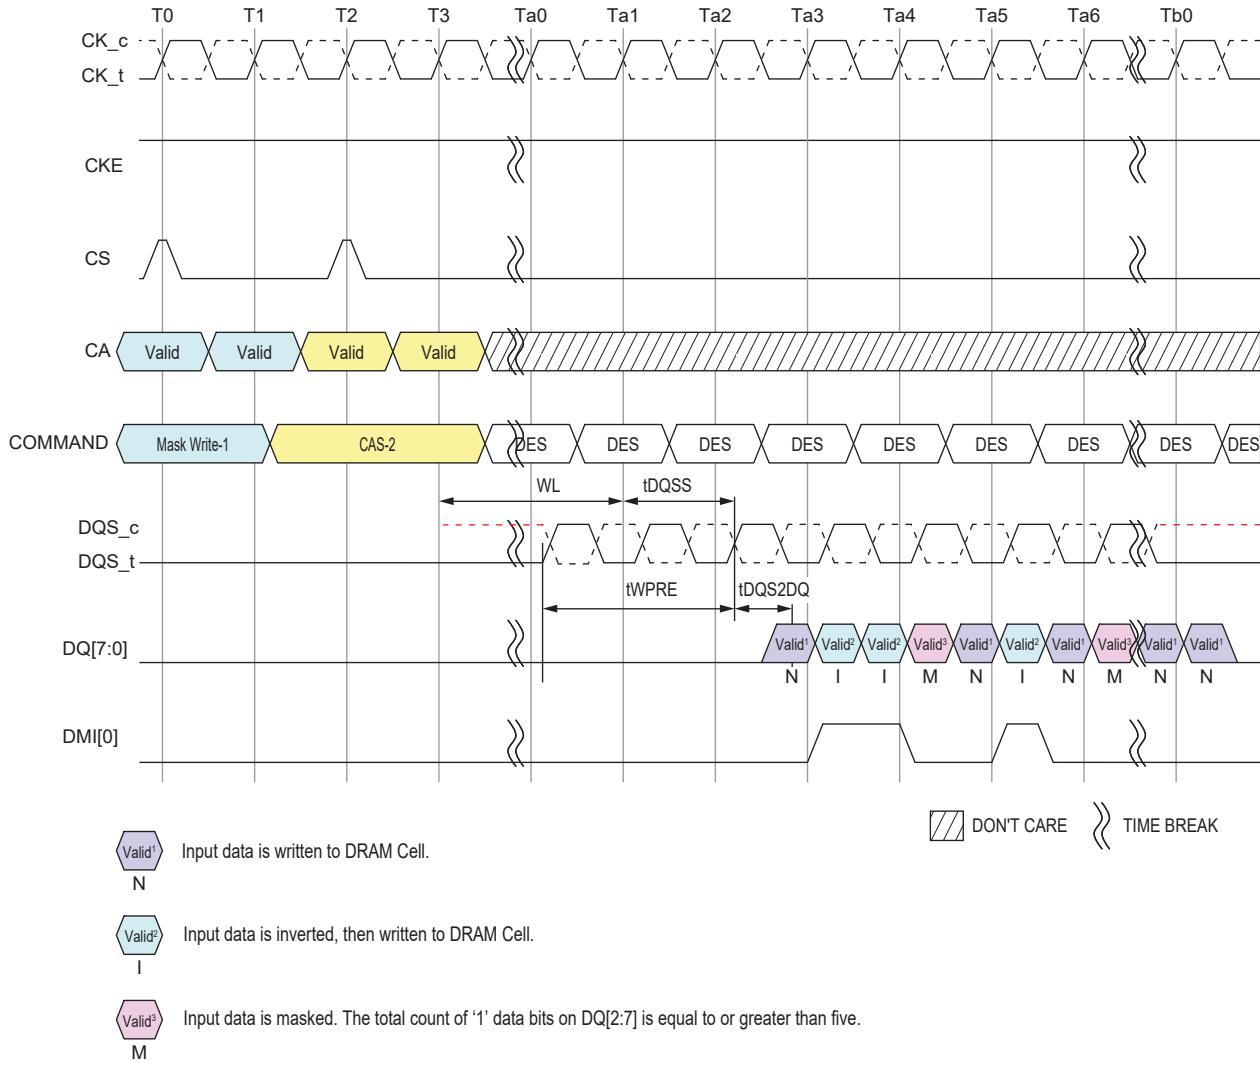 T0 T1 T2 T3 Ta0 Ta1 Ta2 Ta3 Ta4 Ta5 Ta6 Tb0
CK_c
CK_t
CKE
CS
CA Valid Valid Valid Valid
COMMAND Mask Write-1 CAS-2 DES DES DES DES DES DES DES DES DES
WL tDQSS
DQS_c
DQS_t
tWPRE tDQS2DQ
DQ[7:0] Valid¹ Valid² Valid² Valid³ Valid¹ Valid² Valid¹ Valid³ Valid¹ Valid¹
N I I M N I N M N N
DMI[0]
DON'T CARE TIME BREAK
Valid¹ Input data is written to DRAM Cell.
N
Valid² Input data is inverted, then written to DRAM Cell.
I
Valid³ Input data is masked. The total count of ‘1’ data bits on DQ[2:7] is equal to or greater than five.
M